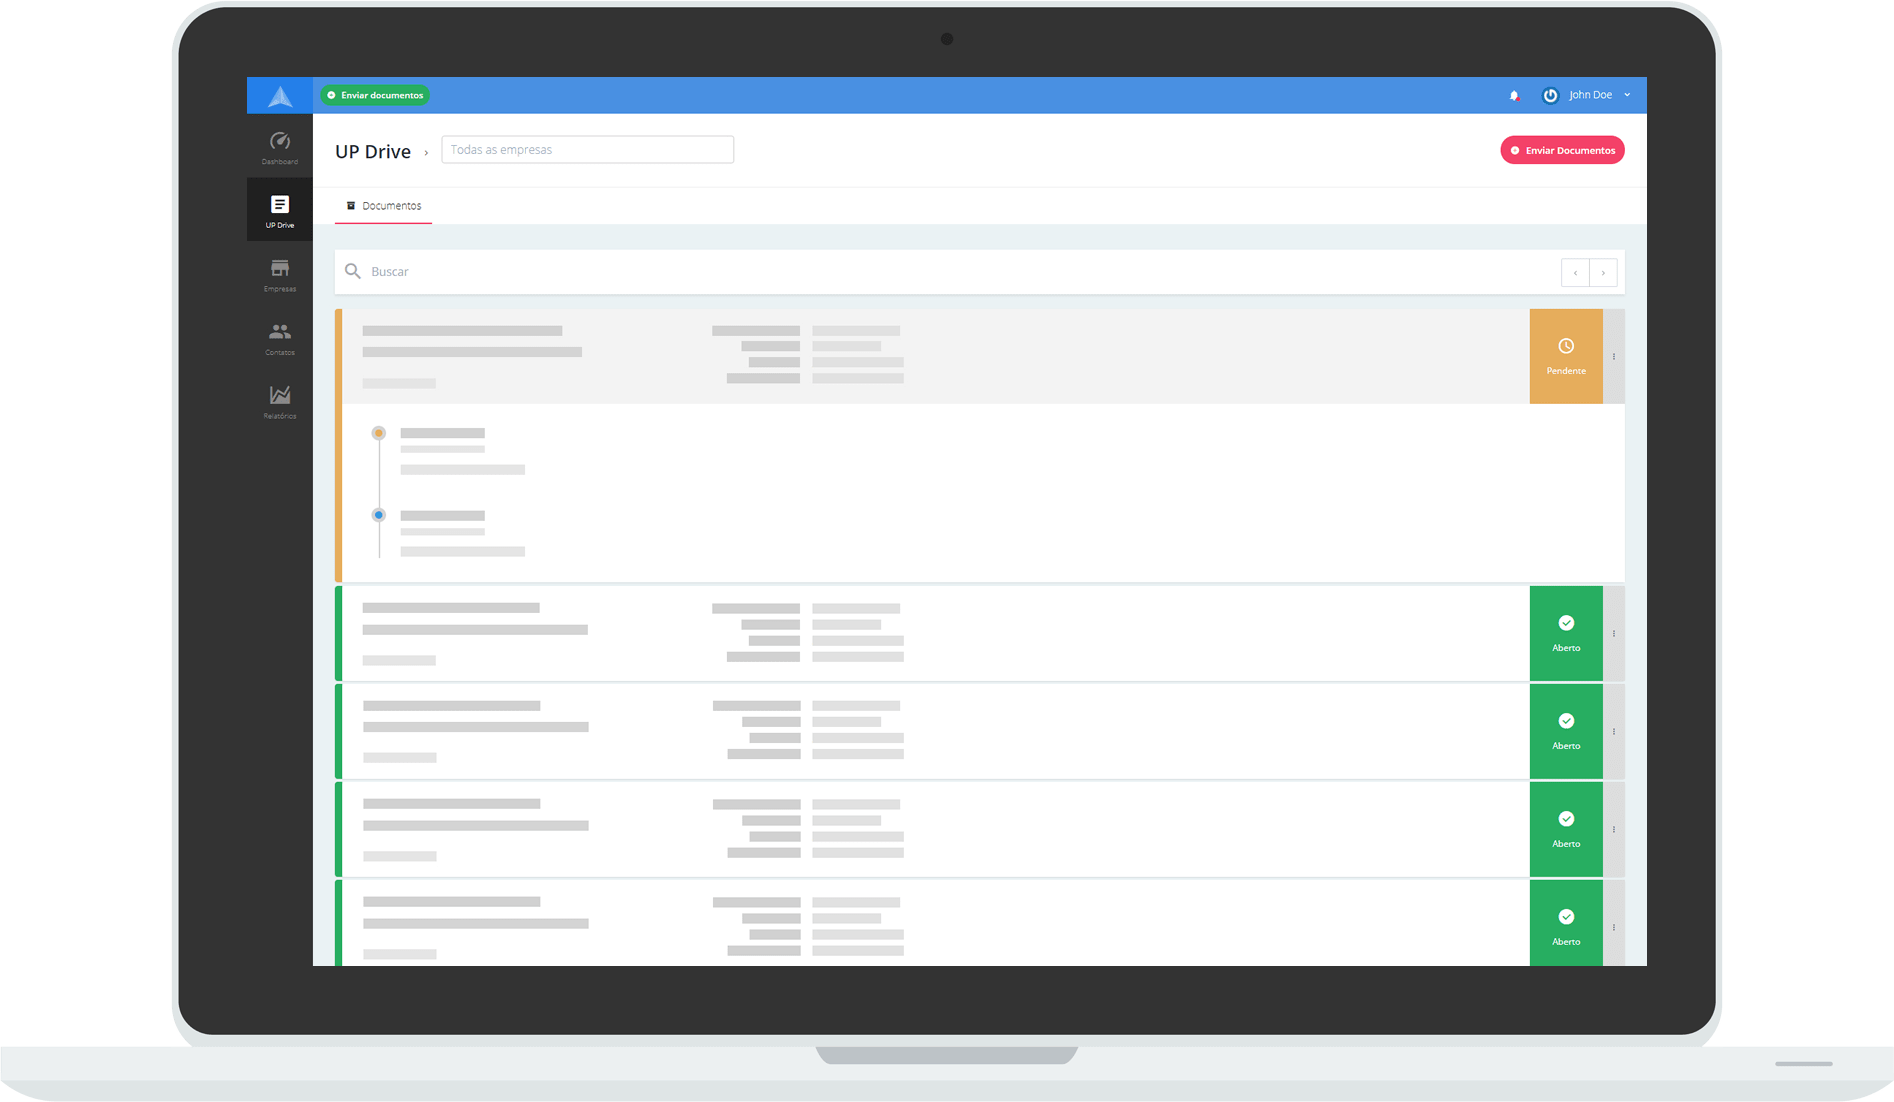 Enviar documentos
John Doe
Dashboard
UP Drive
Empresas
Contatos
Relatórios
UP Drive › Todas as empresas
Enviar Documentos
Documentos
Buscar
Pendente
Aberto
Aberto
Aberto
Aberto